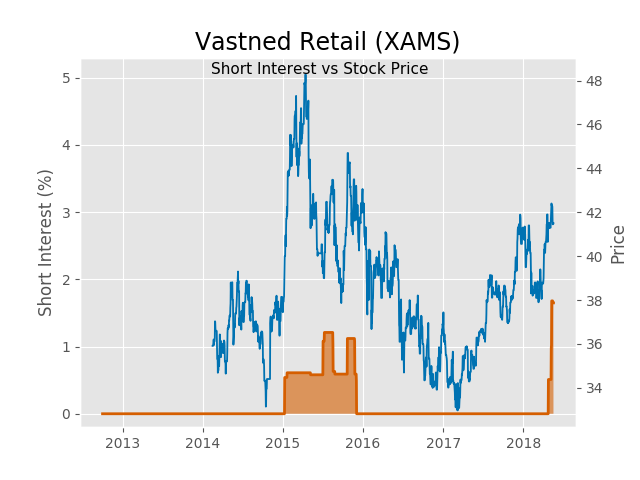 Vastned Retail (XAMS)
Short Interest vs Stock Price
Short Interest (%)
5
4
3
2
1
0
48
46
44
42
40
38
36
34
Price
2013 2014 2015 2016 2017 2018